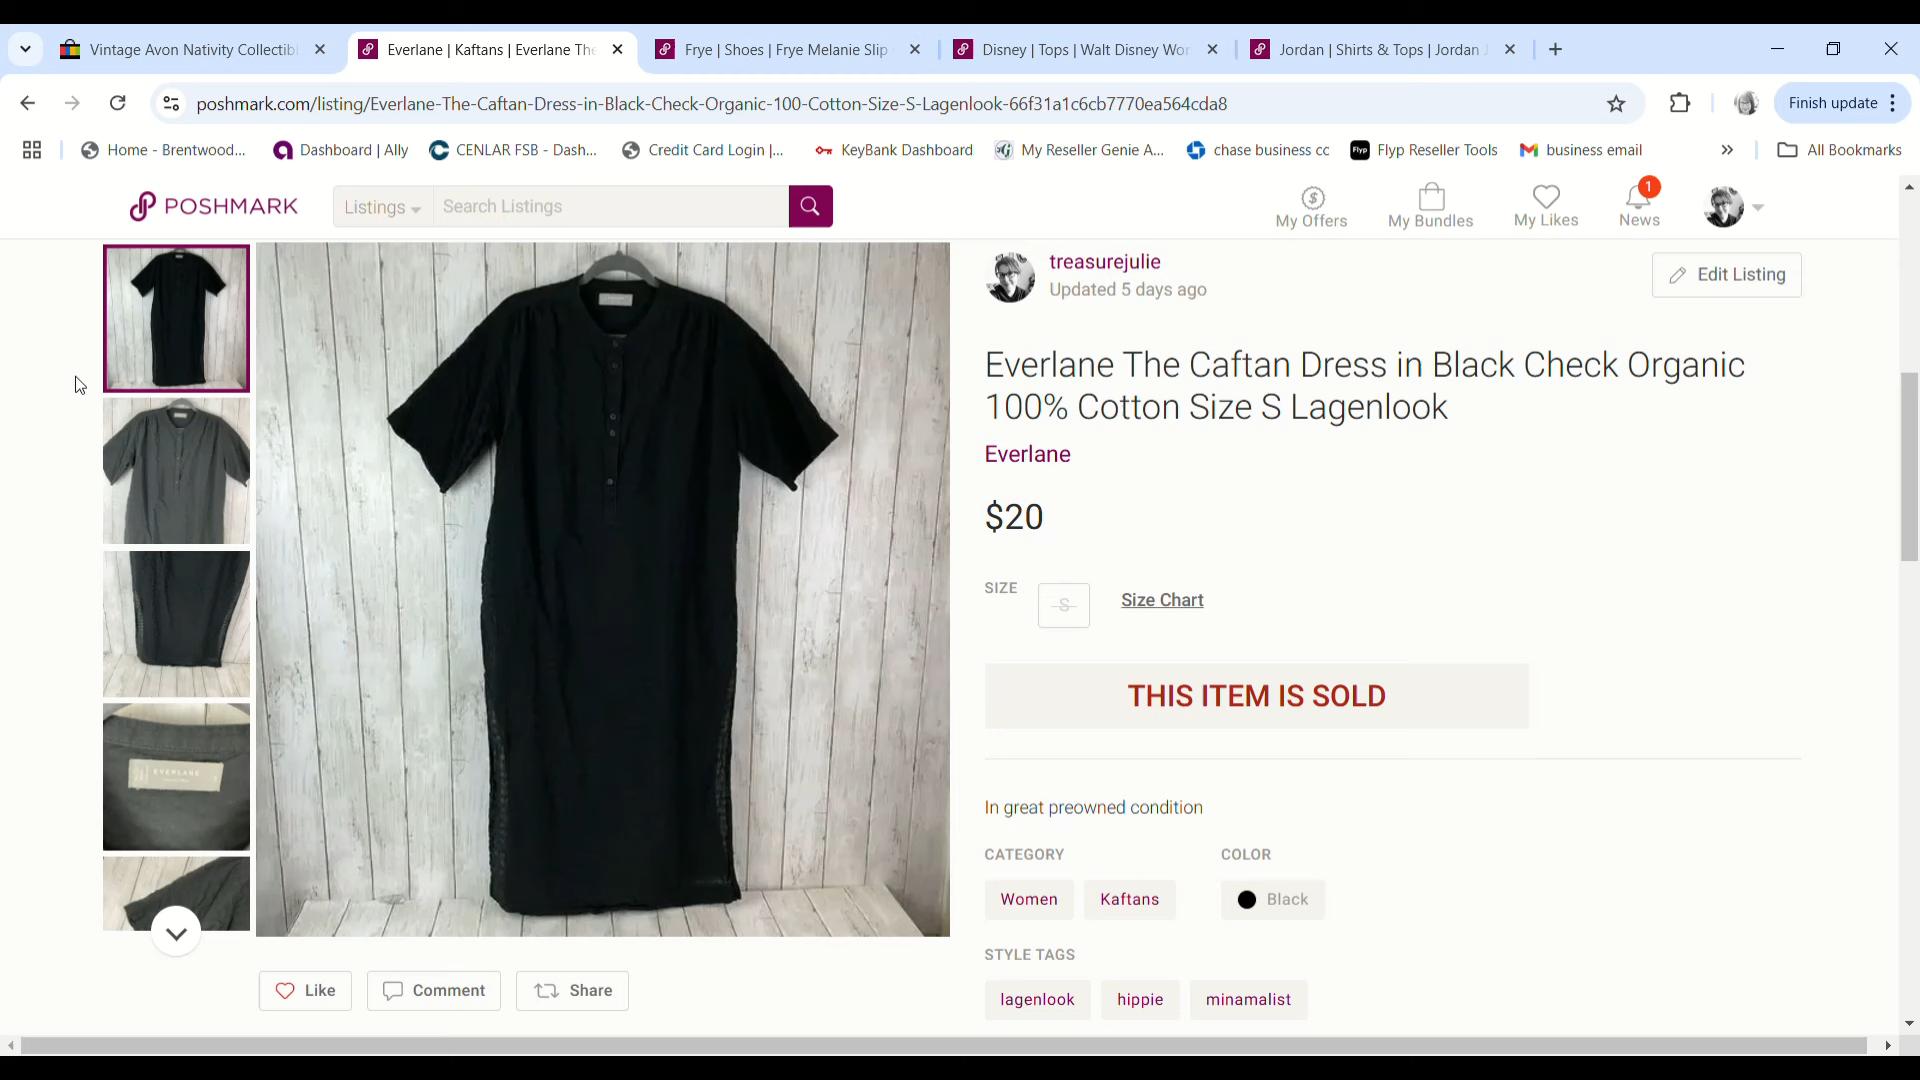 Vintage Avon Nativity Collectib
Everlane | Kaftans | Everlane The
Frye | Shoes | Frye Melanie Slip
Disney | Tops | Walt Disney Wor
Jordan | Shirts & Tops | Jordan J
poshmark.com/listing/Everlane-The-Caftan-Dress-in-Black-Check-Organic-100-Cotton-Size-S-Lagenlook-66f31a1c6cb7770ea564cda8
Finish update
Home - Brentwood...
Dashboard | Ally
CENLAR FSB - Dash...
Credit Card Login |...
KeyBank Dashboard
My Reseller Genie A...
chase business cc
Flyp
Flyp Reseller Tools
business email
All Bookmarks
POSHMARK
Listings
Search Listings
My Offers
My Bundles
My Likes
1
News
treasurejulie
Updated 5 days ago
Edit Listing
Everlane The Caftan Dress in Black Check Organic
100% Cotton Size S Lagenlook
Everlane
$20
SIZE
S
Size Chart
THIS ITEM IS SOLD
In great preowned condition
CATEGORY
COLOR
Women
Kaftans
Black
STYLE TAGS
lagenlook
hippie
minamalist
EVERLANE
Like
Comment
Share